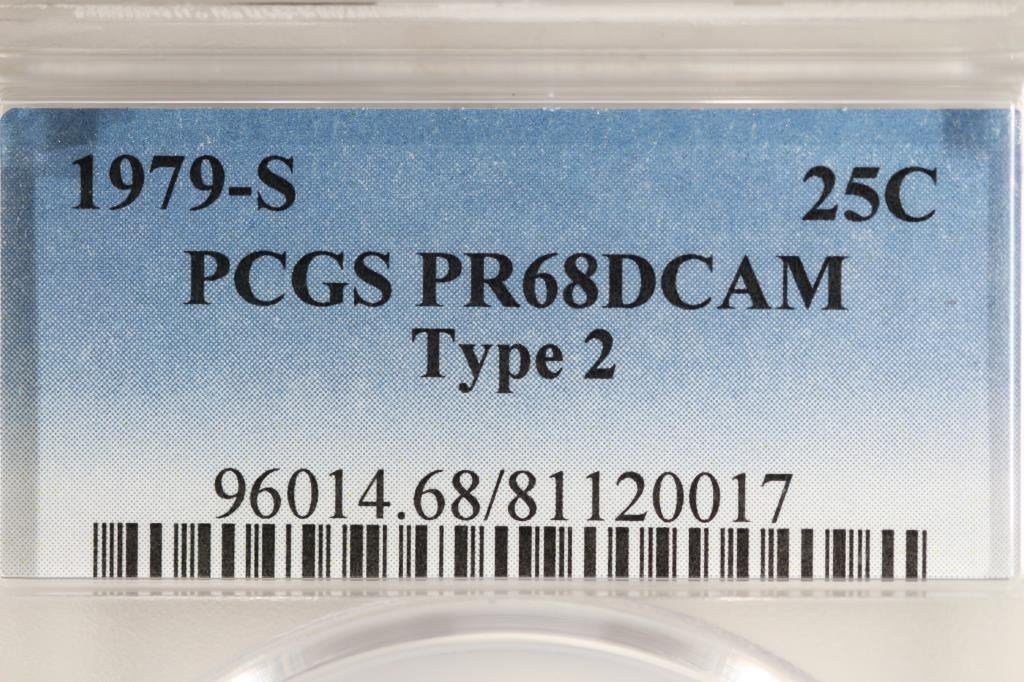 1979-S 25C
PCGS PR68DCAM
Type 2
96014.68/81120017